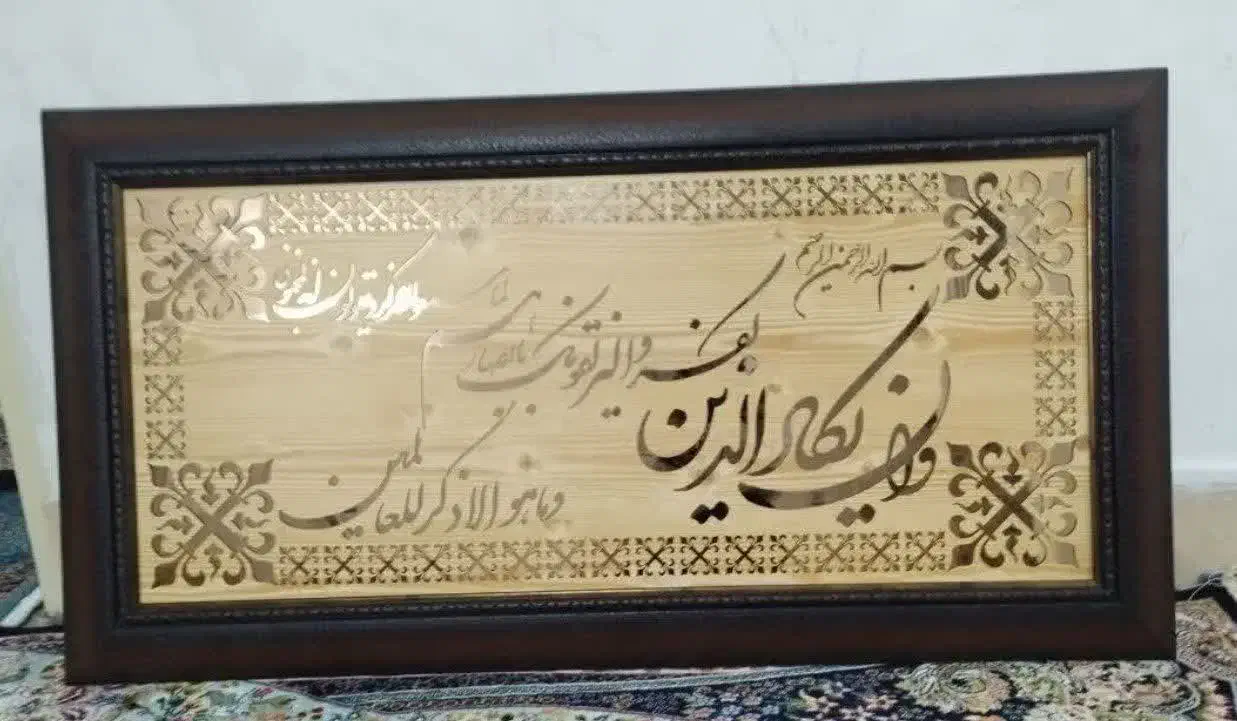 بسم الله الرحمن الرحیم
وان یکاد الذین
کفروا لیزلقونک
بابصارهم لما
سمعوا الذکر ویقولون انه لمجنون
وما هو الا ذکر للعالمین